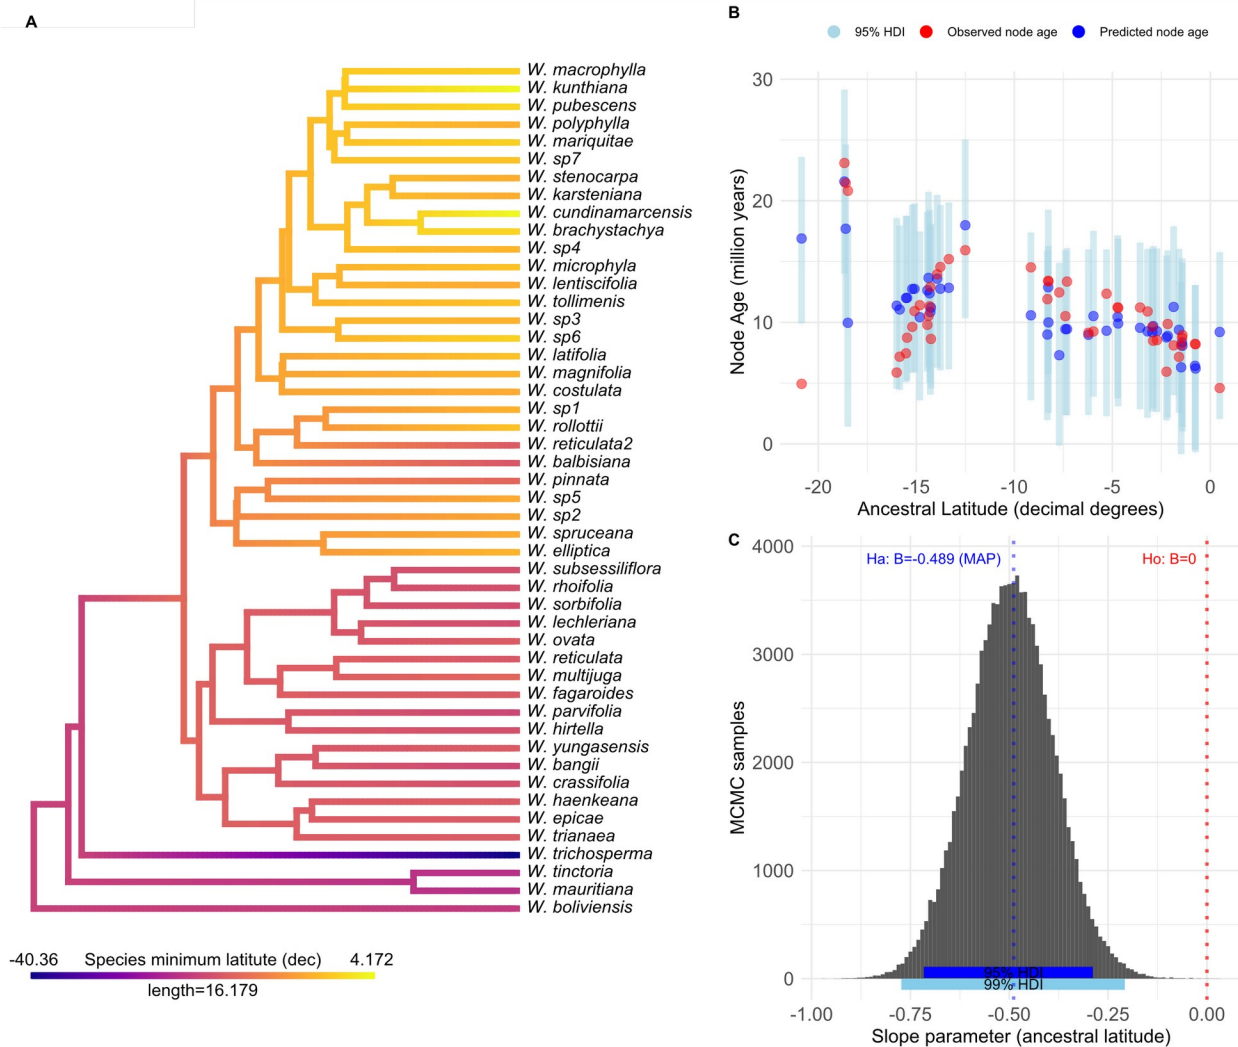 A
W. macrophylla
W. kunthiana
W. pubescens
W. polyphylla
W. mariquitae
W. sp7
W. stenocarpa
W. karsteniana
W. cundinamarcensis
W. brachystachya
W. sp4
W. microphyla
W. lentiscifolia
W. tollimenis
W. sp3
W. sp6
W. latifolia
W. magnifolia
W. costulata
W. sp1
W. rollottii
W. reticulata2
W. balbisiana
W. pinnata
W. sp5
W. sp2
W. spruceana
W. elliptica
W. subsessiliflora
W. rhoifolia
W. sorbifolia
W. lechleriana
W. ovata
W. reticulata
W. multijuga
W. fagaroides
W. parvifolia
W. hirtella
W. yungasensis
W. bangii
W. crassifolia
W. haenkeana
W. epicae
W. trianaea
W. trichosperma
W. tinctoria
W. mauritiana
W. boliviensis
-40.36 Species minimum latitute (dec) 4.172
length=16.179
B
95% HDI Observed node age Predicted node age
Node Age (million years)
30
20
10
0
-20 -15 -10 -5 0
Ancestral Latitude (decimal degrees)
C
Ha: B=-0.489 (MAP) Ho: B=0
MCMC samples
4000
3000
2000
1000
0
95% HDI
99% HDI
-1.00 -0.75 -0.50 -0.25 0.00
Slope parameter (ancestral latitude)